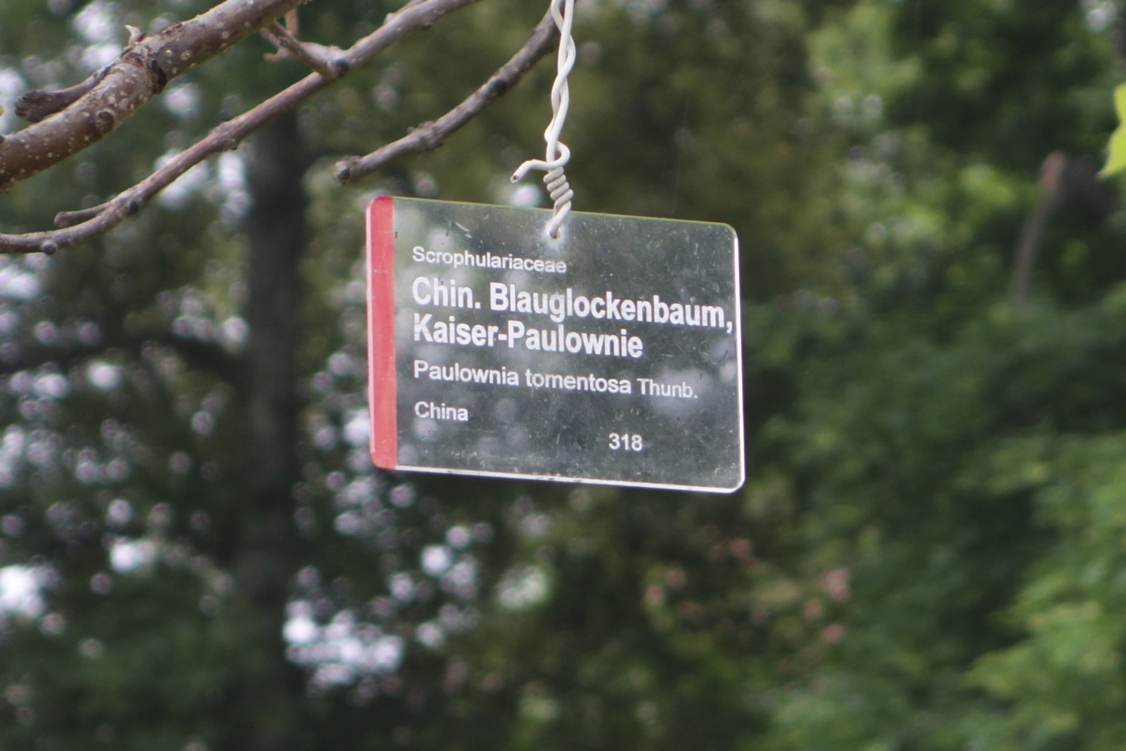 Scrophulariaceae
Chin. Blauglockenbaum,
Kaiser-Paulownie
Paulownia tomentosa Thunb.
China
318